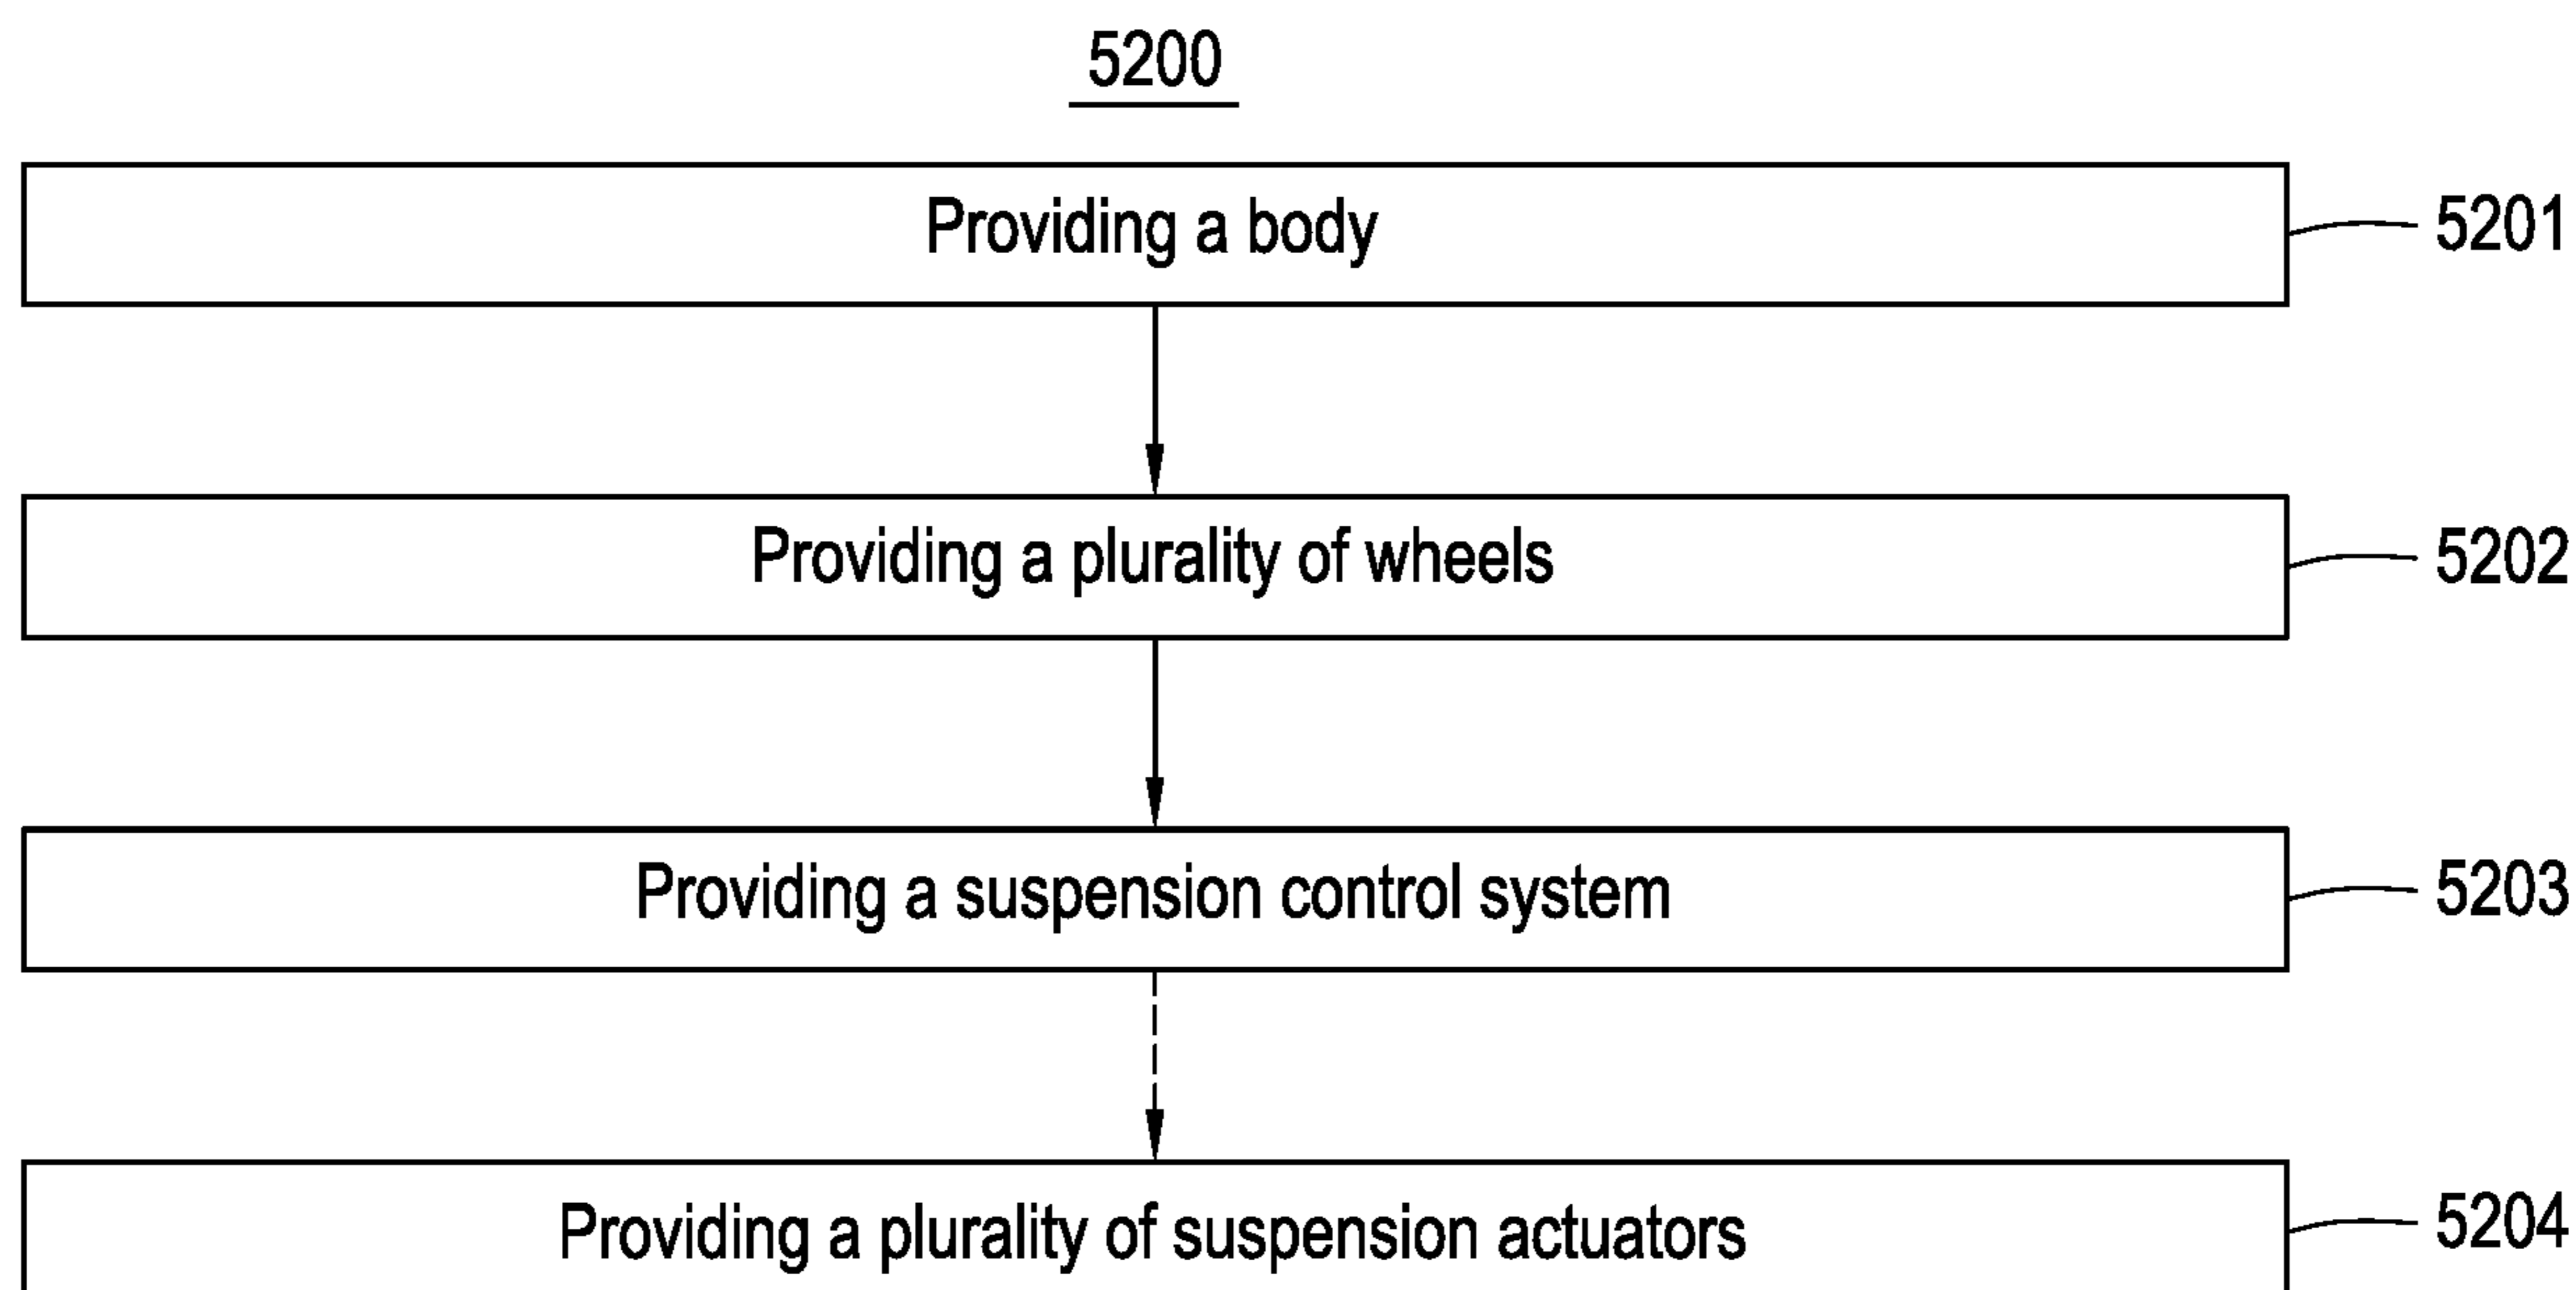 5200
Providing a body
5201
Providing a plurality of wheels
5202
Providing a suspension control system
5203
Providing a plurality of suspension actuators
5204